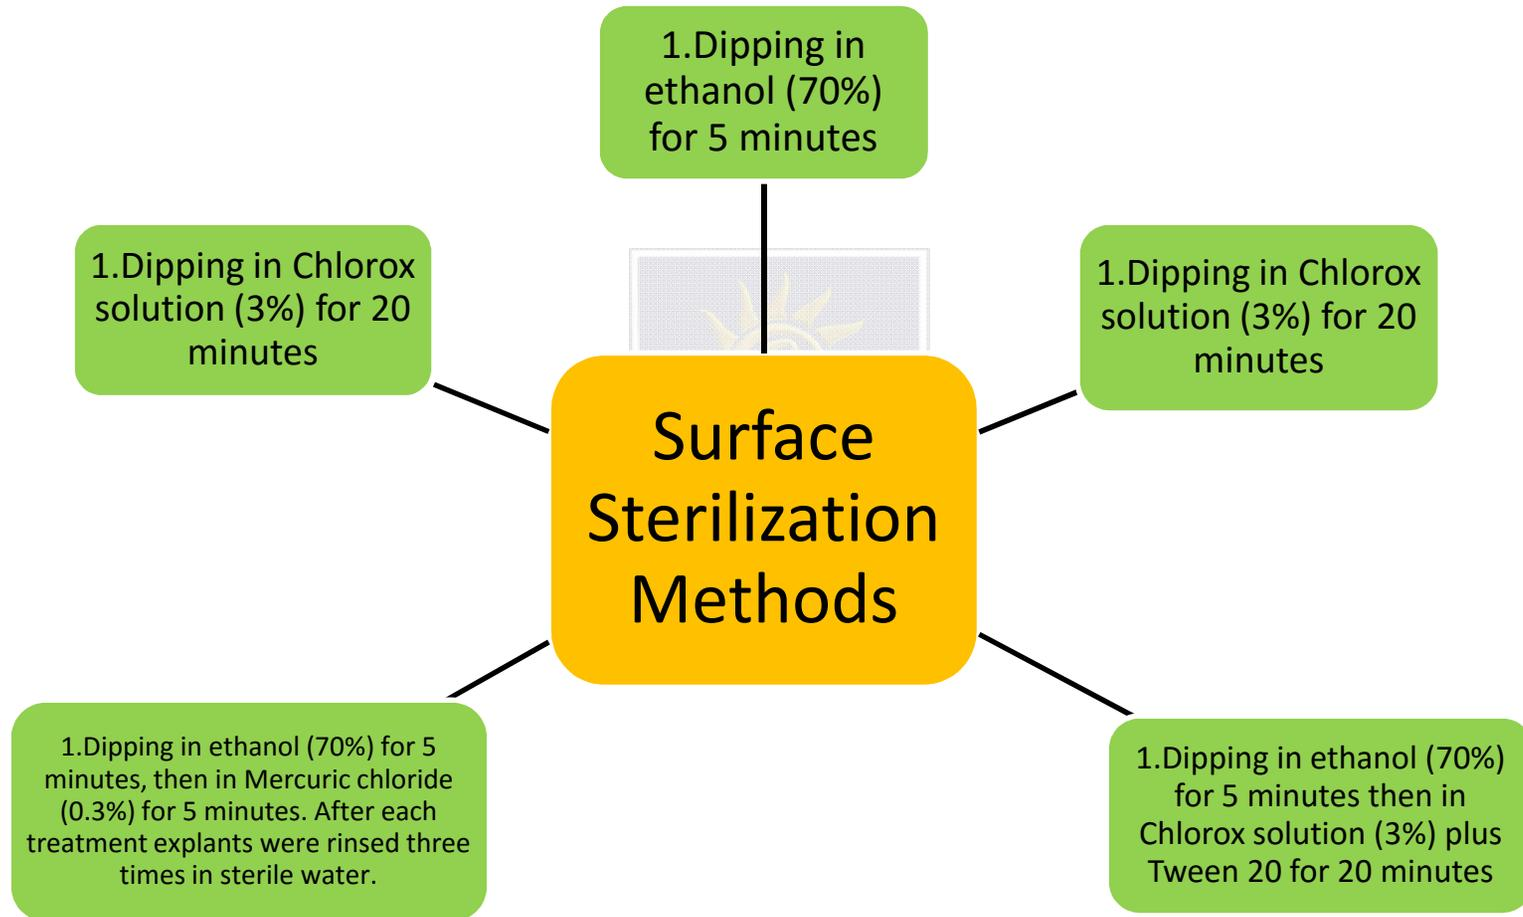 1.Dipping in
ethanol (70%)
for 5 minutes
1.Dipping in Chlorox
solution (3%) for 20
minutes
1.Dipping in Chlorox
solution (3%) for 20
minutes
Surface
Sterilization
Methods
1.Dipping in ethanol (70%) for 5
minutes, then in Mercuric chloride
(0.3%) for 5 minutes. After each
treatment explants were rinsed three
times in sterile water.
1.Dipping in ethanol (70%)
for 5 minutes then in
Chlorox solution (3%) plus
Tween 20 for 20 minutes